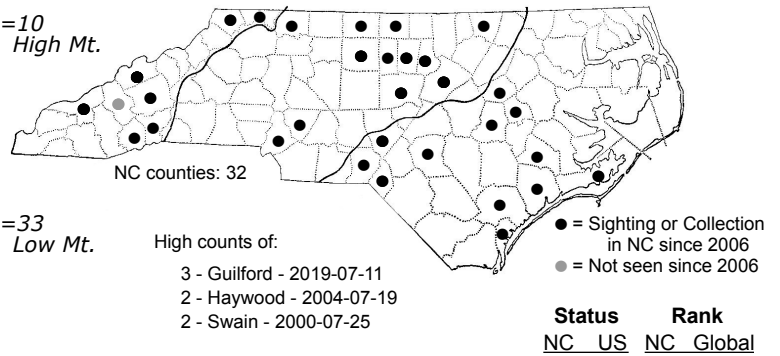 =10
High Mt.
NC counties: 32
=33
Low Mt.
High counts of:
3 - Guilford - 2019-07-11
2 - Haywood - 2004-07-19
2 - Swain - 2000-07-25
● = Sighting or Collection
in NC since 2006
● = Not seen since 2006
Status Rank
NC US NC Global